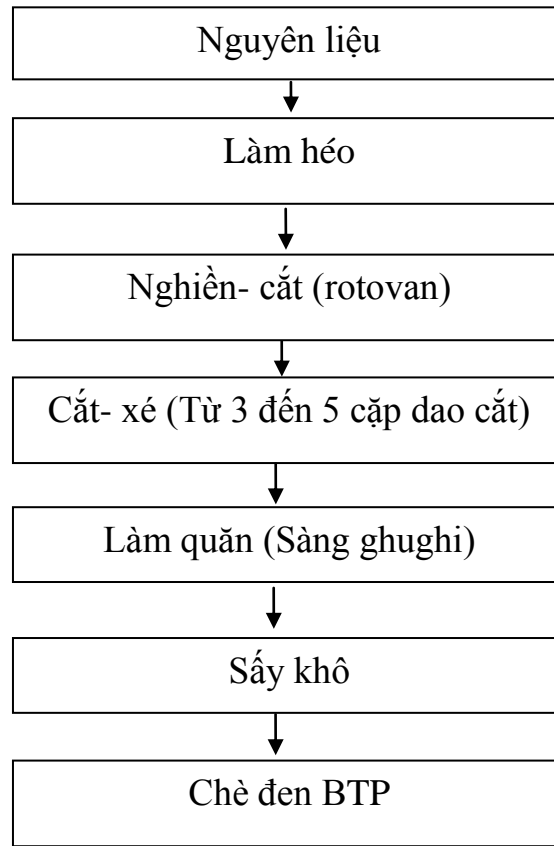 Nguyên liệu
Làm héo
Nghiền- cắt (rotovan)
Cắt- xé (Từ 3 đến 5 cặp dao cắt)
Làm quăn (Sàng ghughi)
Sấy khô
Chè đen BTP